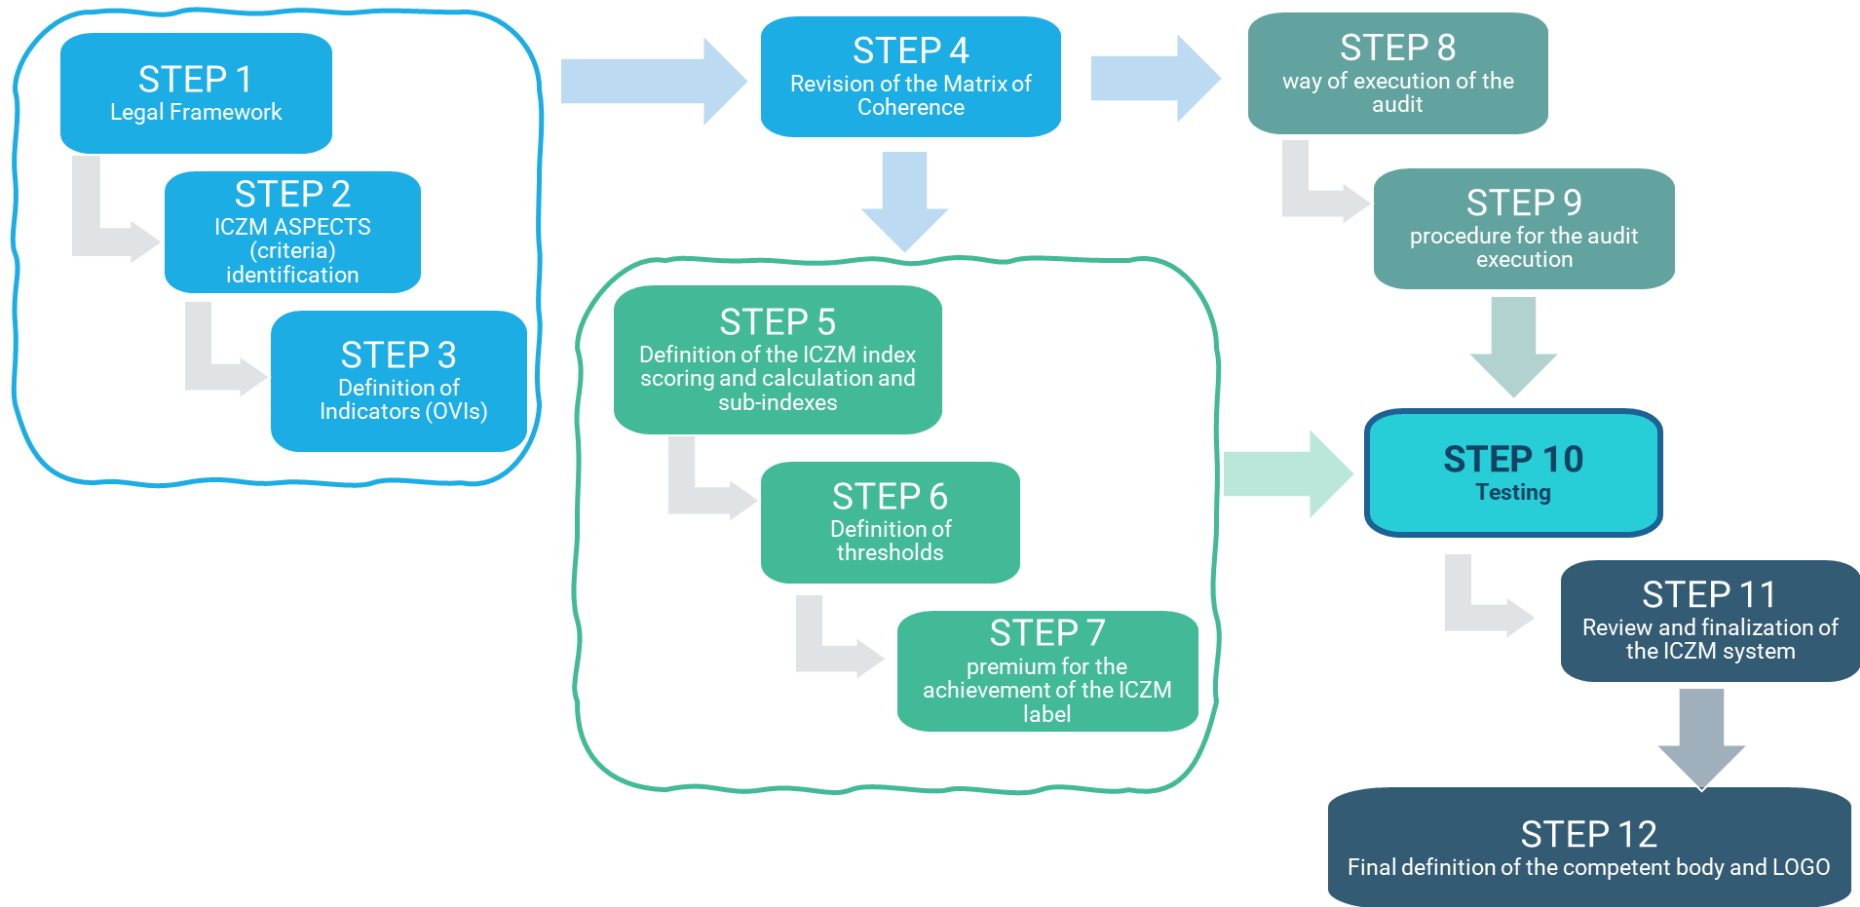 STEP 1
Legal Framework
STEP 2
ICZM ASPECTS
(criteria)
identification
STEP 3
Definition of
Indicators (OVIs)
STEP 4
Revision of the Matrix of
Coherence
STEP 5
Definition of the ICZM index
scoring and calculation and
sub-indexes
STEP 6
Definition of
thresholds
STEP 7
premium for the
achievement of the ICZM
label
STEP 8
way of execution of the
audit
STEP 9
procedure for the audit
execution
STEP 10
Testing
STEP 11
Review and finalization of
the ICZM system
STEP 12
Final definition of the competent body and LOGO